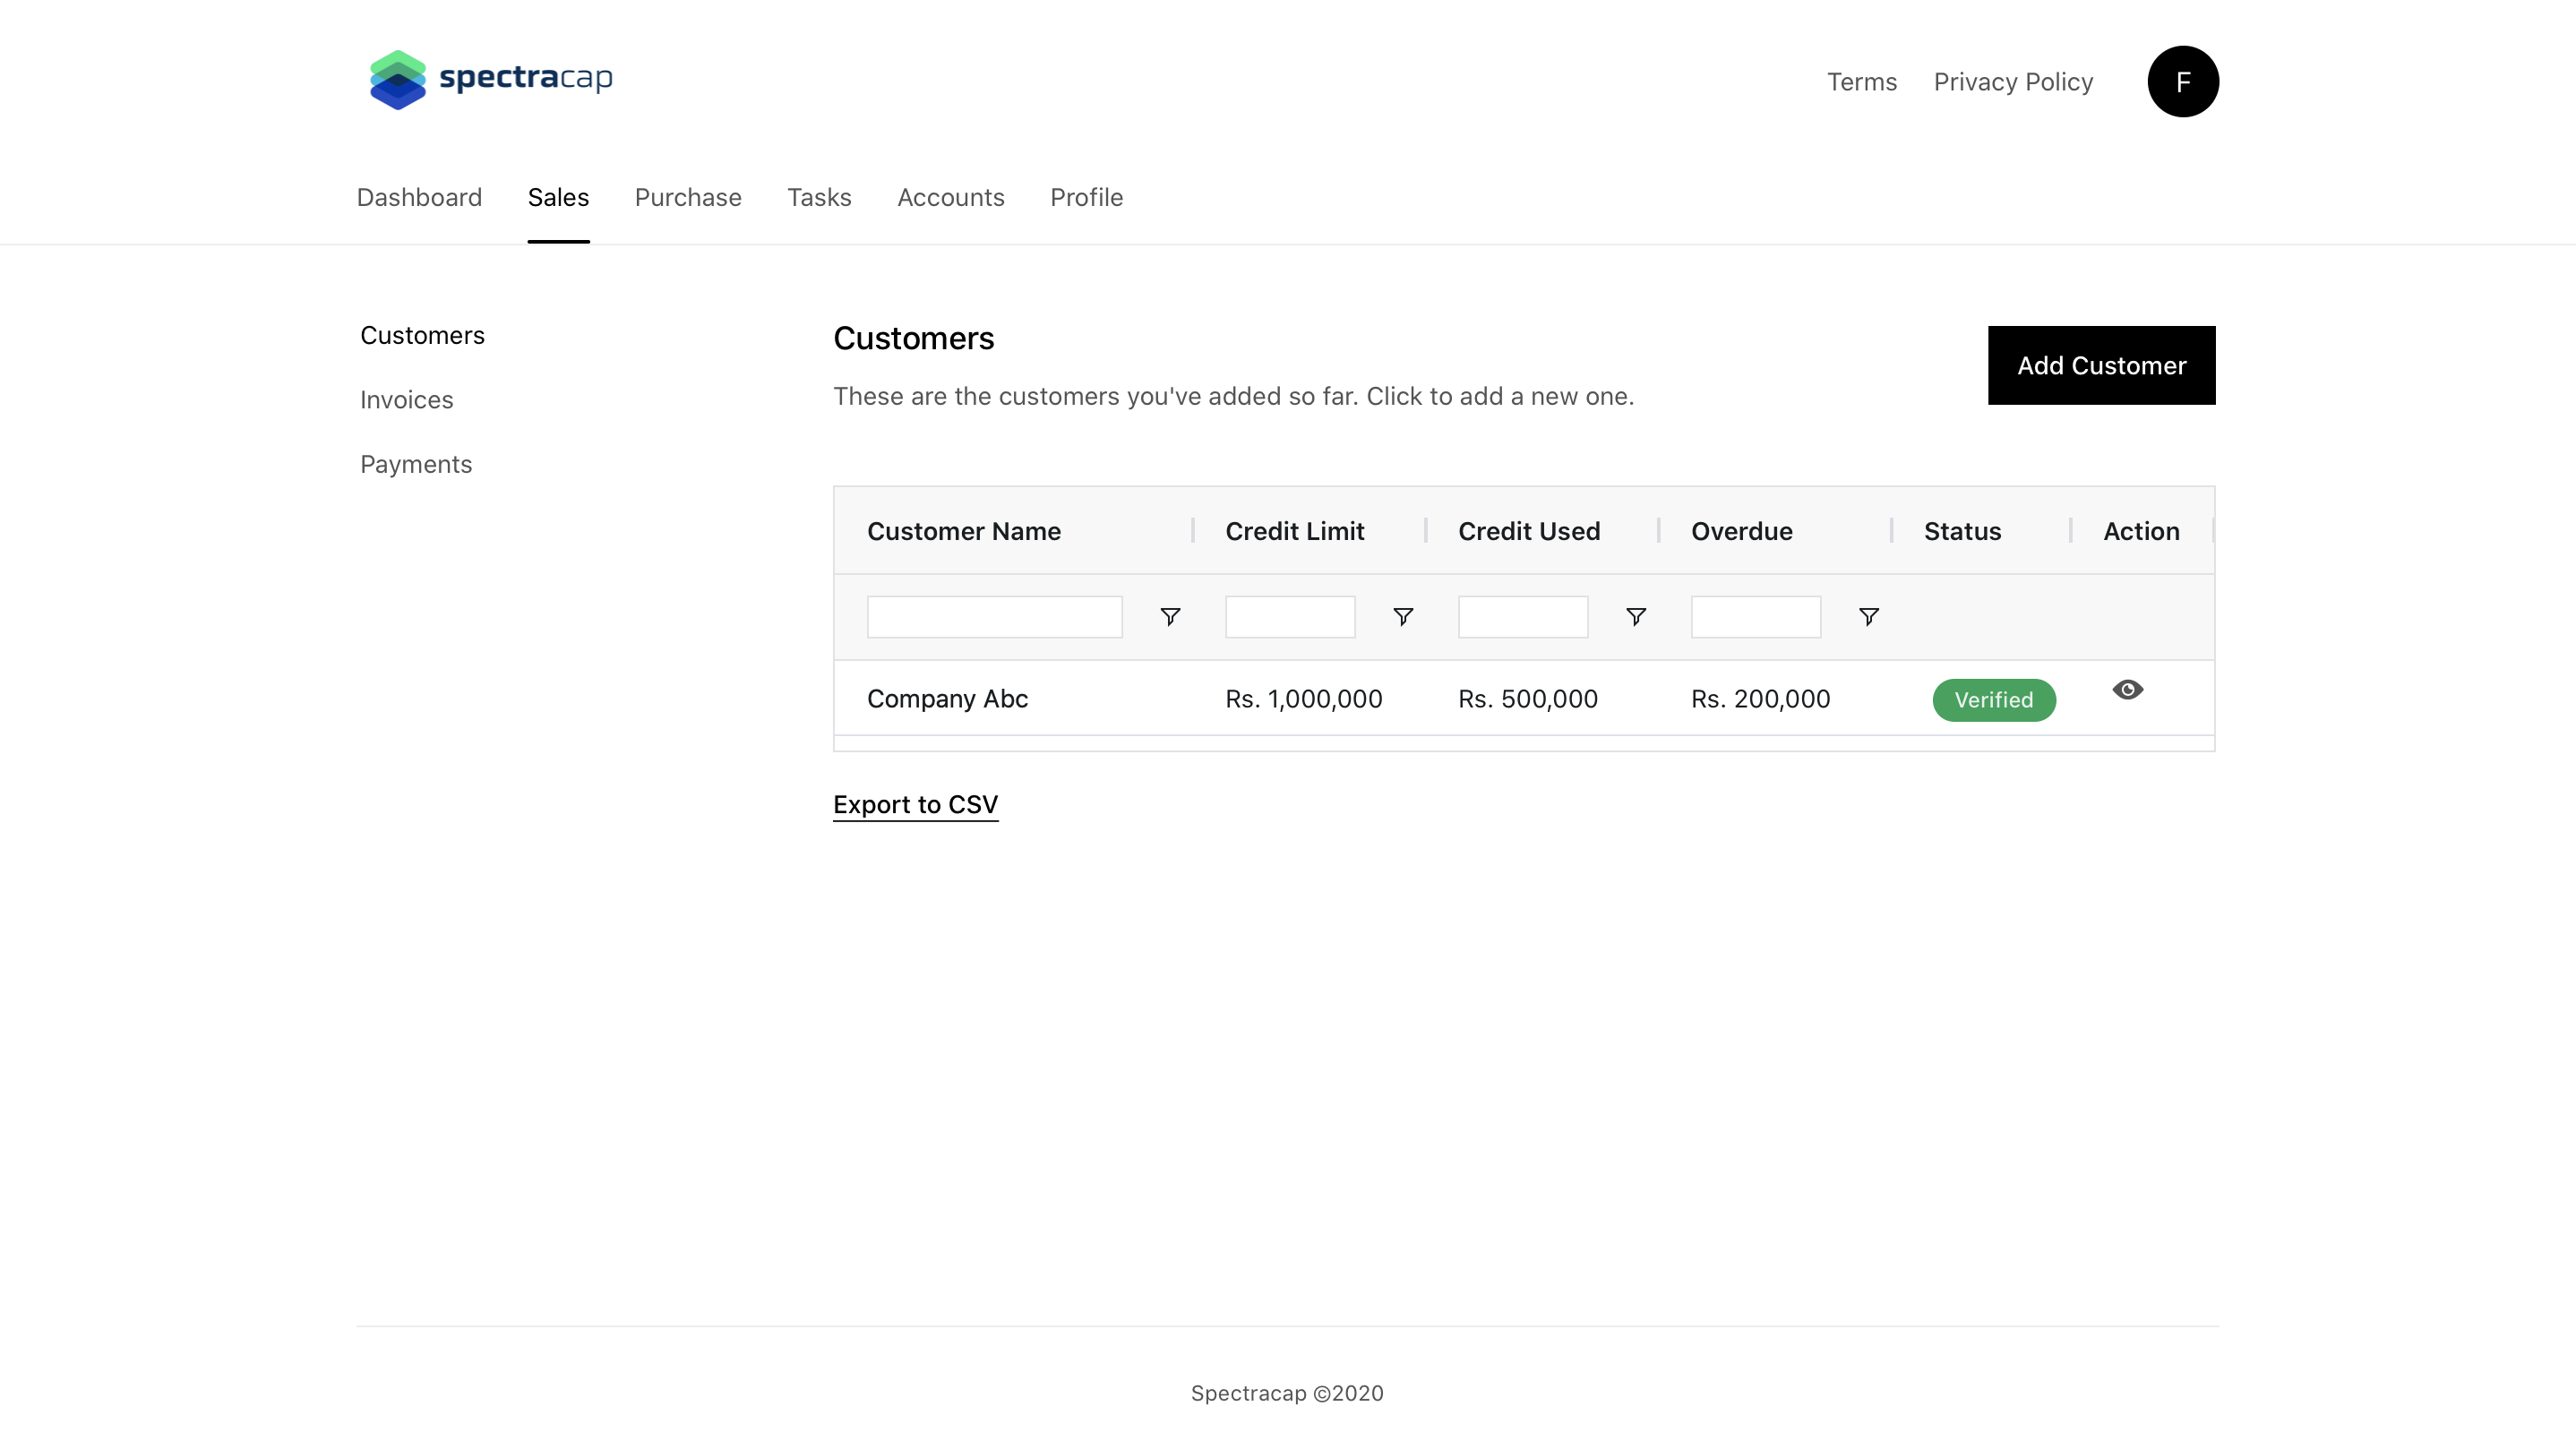 spectracap
Terms Privacy Policy F
Dashboard Sales Purchase Tasks Accounts Profile
Customers
Invoices
Payments
Customers
These are the customers you've added so far. Click to add a new one.
Add Customer
Customer Name Credit Limit Credit Used Overdue Status Action
Company Abc Rs. 1,000,000 Rs. 500,000 Rs. 200,000 Verified
Export to CSV
Spectracap ©2020